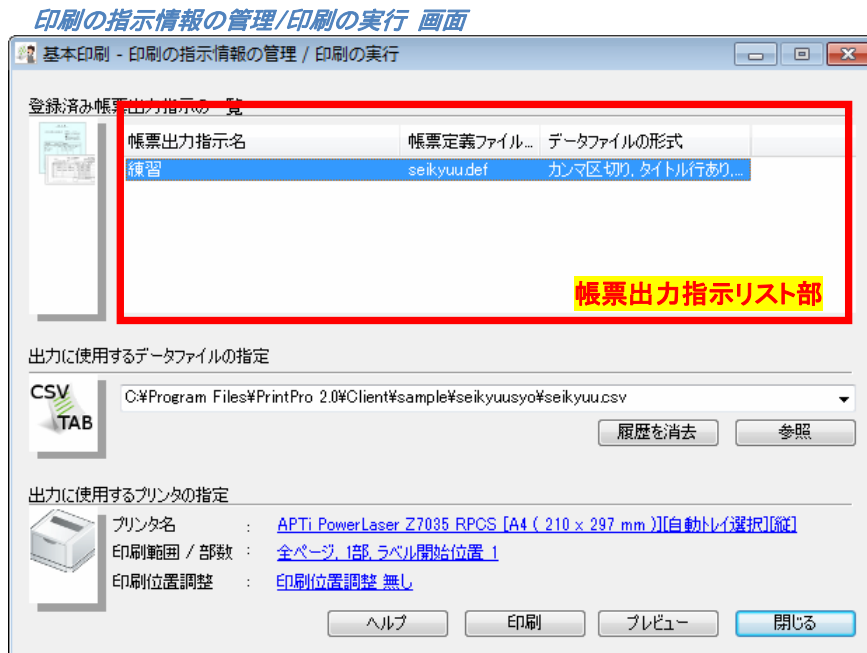 印刷の指示情報の管理/印刷の実行 画面
基本印刷 - 印刷の指示情報の管理 / 印刷の実行
登録済み帳票出力指示の一覧
帳票出力指示名 帳票定義ファイル... データファイルの形式
練習 seikyuu.def カンマ区切り, タイトル行あり,...
帳票出力指示リスト部
出力に使用するデータファイルの指定
CSV
TAB
C:¥Program Files¥PrintPro 2.0¥Client¥sample¥seikyuusyo¥seikyuu.csv
履歴を消去 参照
出力に使用するプリンタの指定
プリンタ名 : APTi PowerLaser Z7035 RPCS [A4 ( 210 x 297 mm )][自動トレイ選択][縦]
印刷範囲 / 部数 : 全ページ, 1部, ラベル開始位置 1
印刷位置調整 : 印刷位置調整 無し
ヘルプ 印刷 プレビュー 閉じる